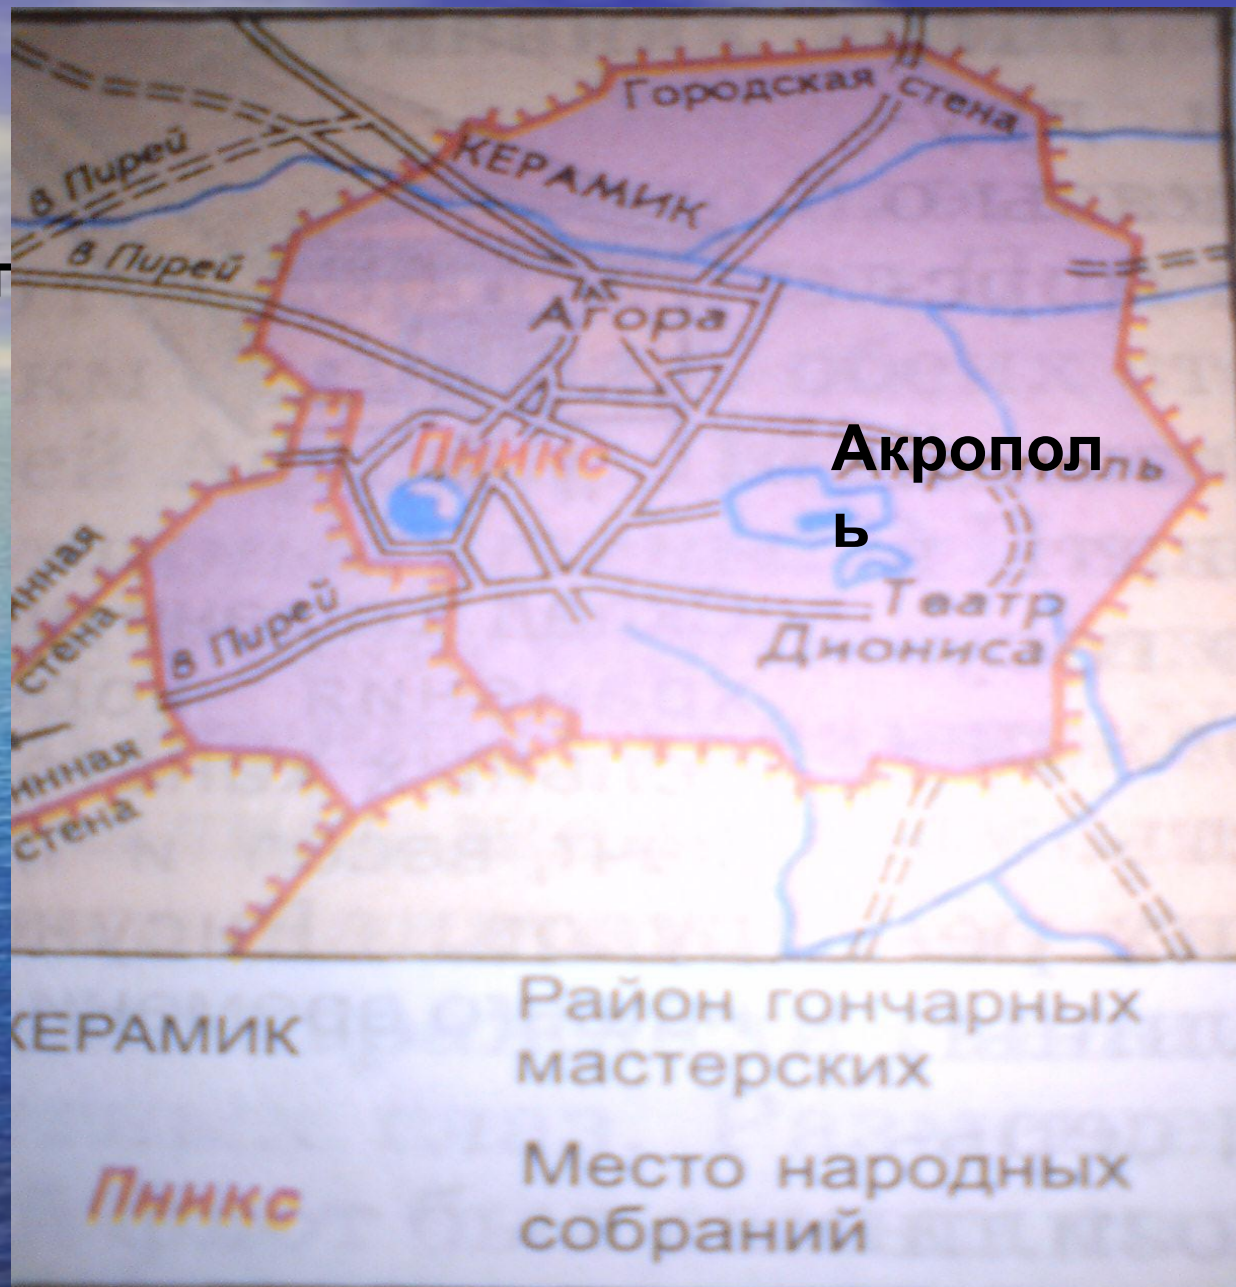 Городская стена
КЕРАМИК
в Пирей
в Пирей
Агора
Пникс
Акропол
ь
Акрополь
Театр
Диониса
в Пирей
стена
стена
КЕРАМИК
Район гончарных
мастерских
Пникс
Место народных
собраний